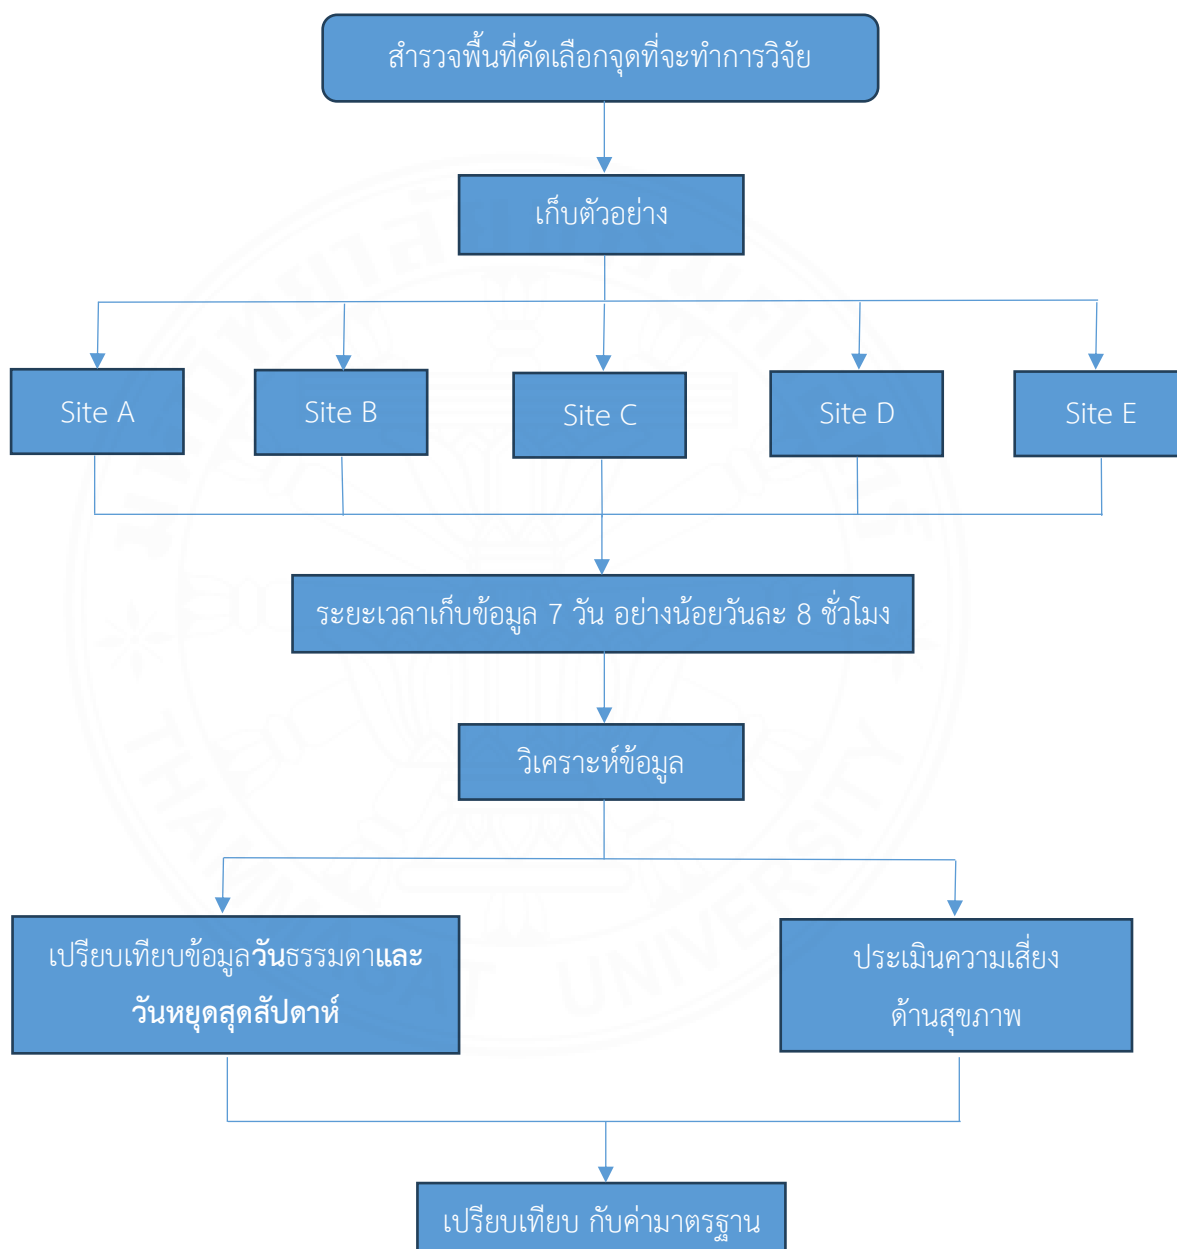 สำรวจพื้นที่คัดเลือกจุดที่จะทำการวิจัย
เก็บตัวอย่าง
Site A
Site B
Site C
Site D
Site E
ระยะเวลาเก็บข้อมูล 7 วัน อย่างน้อยวันละ 8 ชั่วโมง
วิเคราะห์ข้อมูล
เปรียบเทียบข้อมูลวันธรรมดาและ
วันหยุดสุดสัปดาห์
ประเมินความเสี่ยง
ด้านสุขภาพ
เปรียบเทียบ กับค่ามาตรฐาน
UNIVERSITY